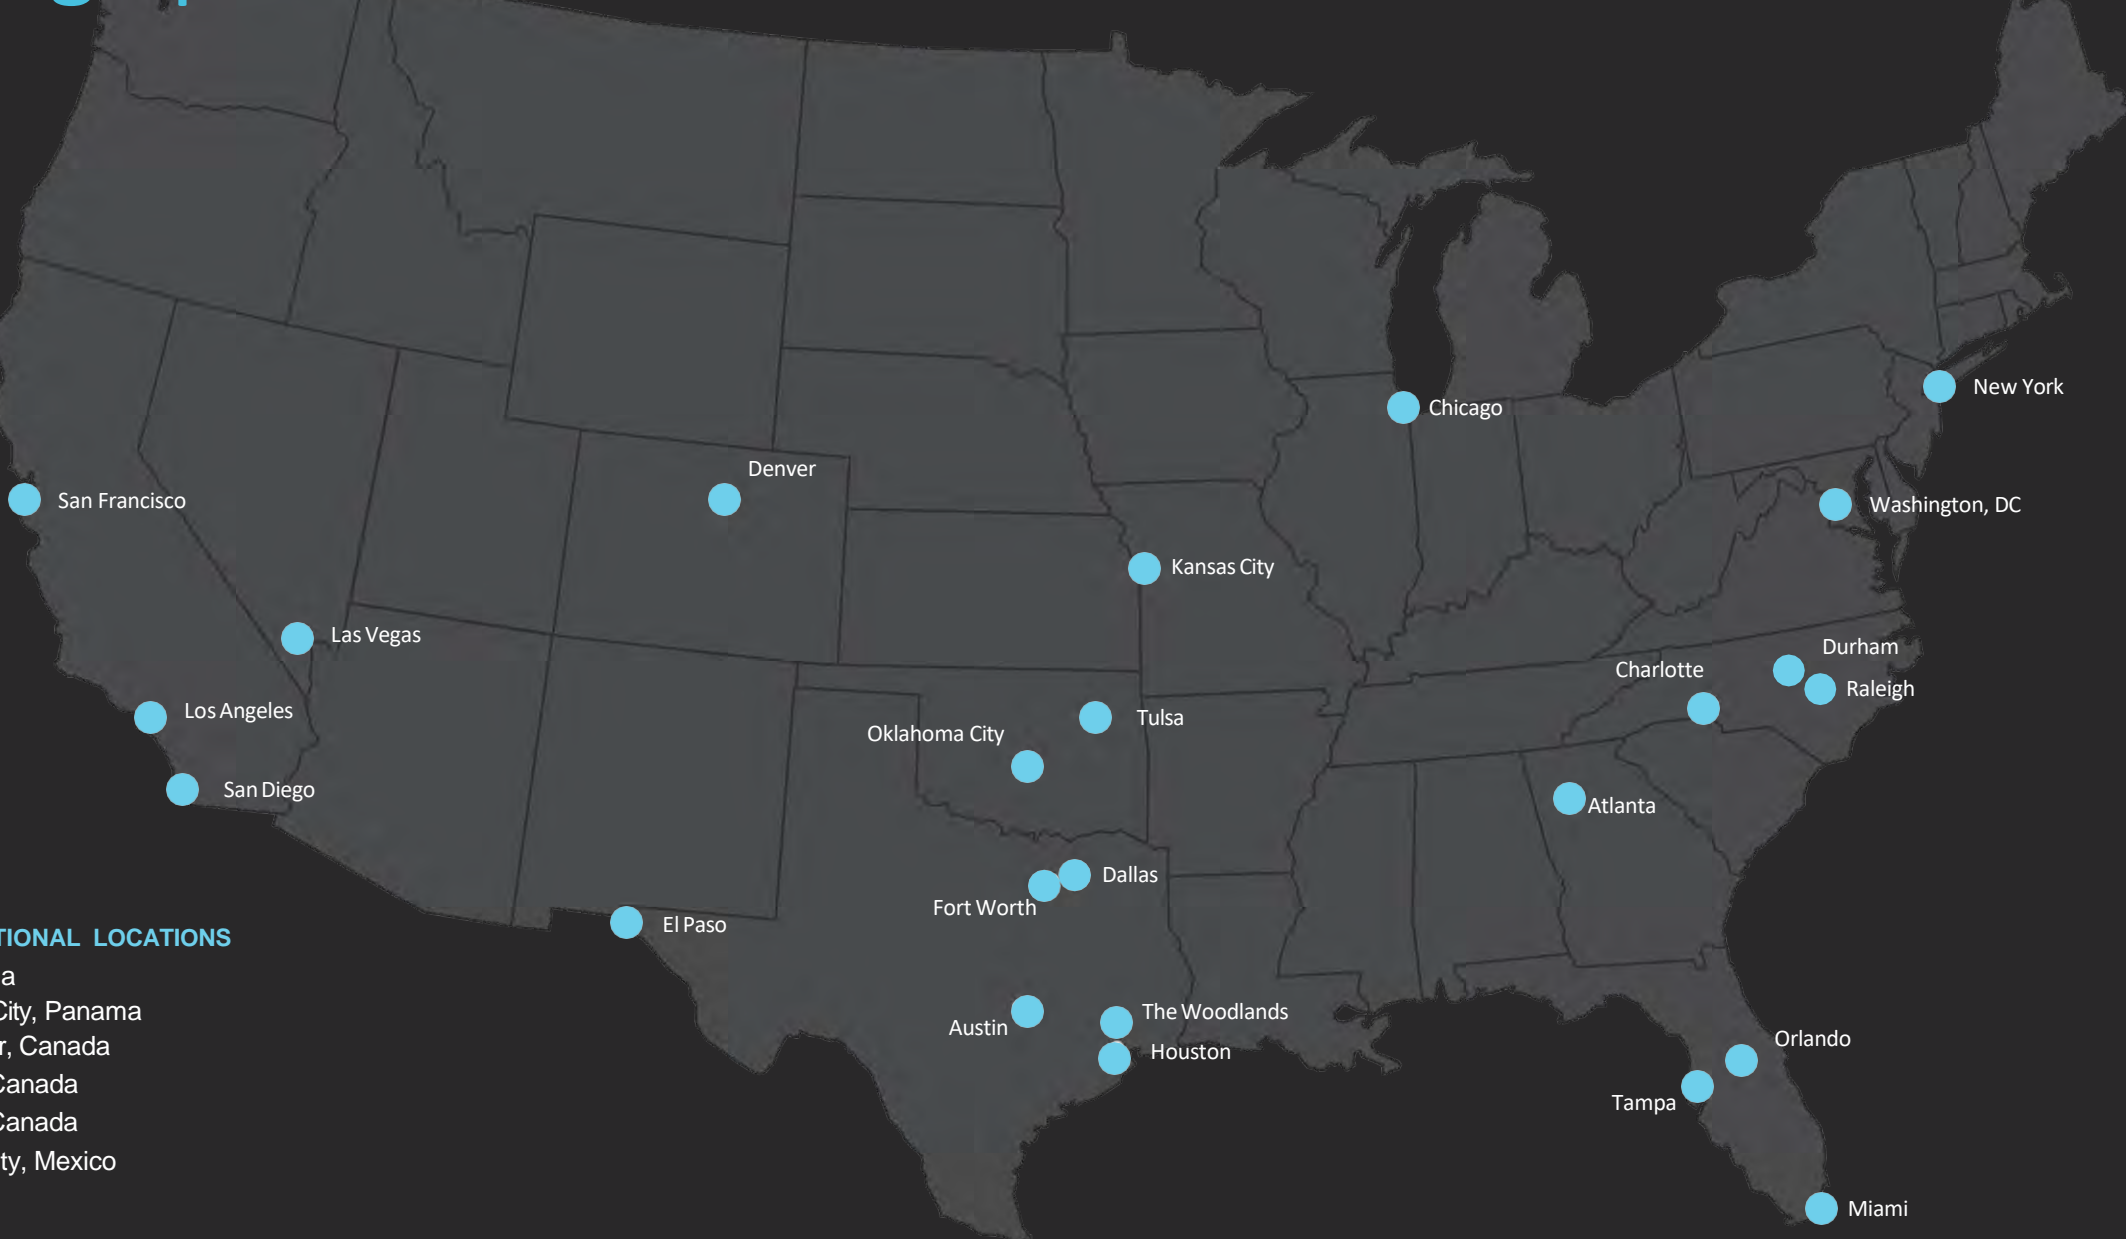 New York
Chicago
Denver
San Francisco
Washington, DC
Kansas City
Las Vegas
Durham
Charlotte
Raleigh
Los Angeles
Tulsa
Oklahoma City
San Diego
Atlanta
Dallas
Fort Worth
El Paso
The Woodlands
Austin
Houston
Orlando
Tampa
Miami
TIONAL LOCATIONS
a
City, Panama
r, Canada
Canada
Canada
ty, Mexico